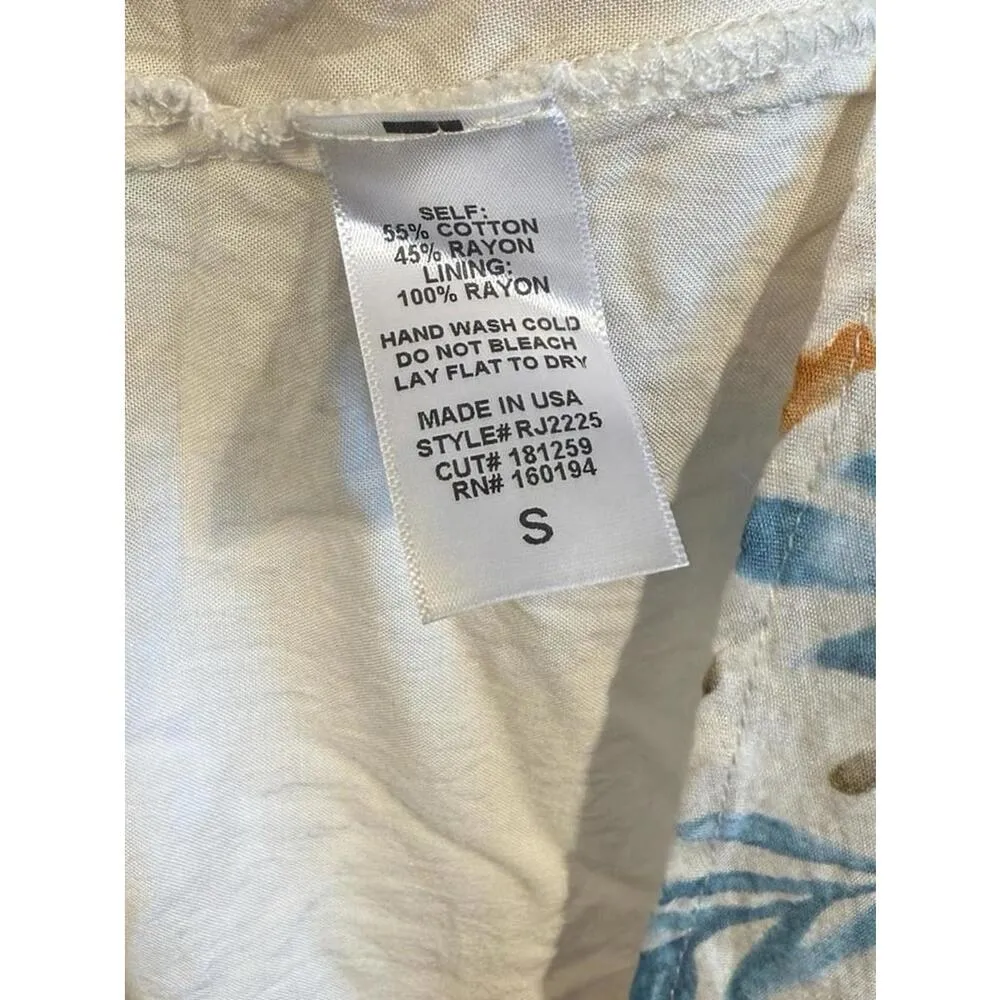 SELF:
55% COTTON
45% RAYON
LINING:
100% RAYON
HAND WASH COLD
DO NOT BLEACH
LAY FLAT TO DRY
MADE IN USA
STYLE# RJ2225
CUT# 181259
RN# 160194
S